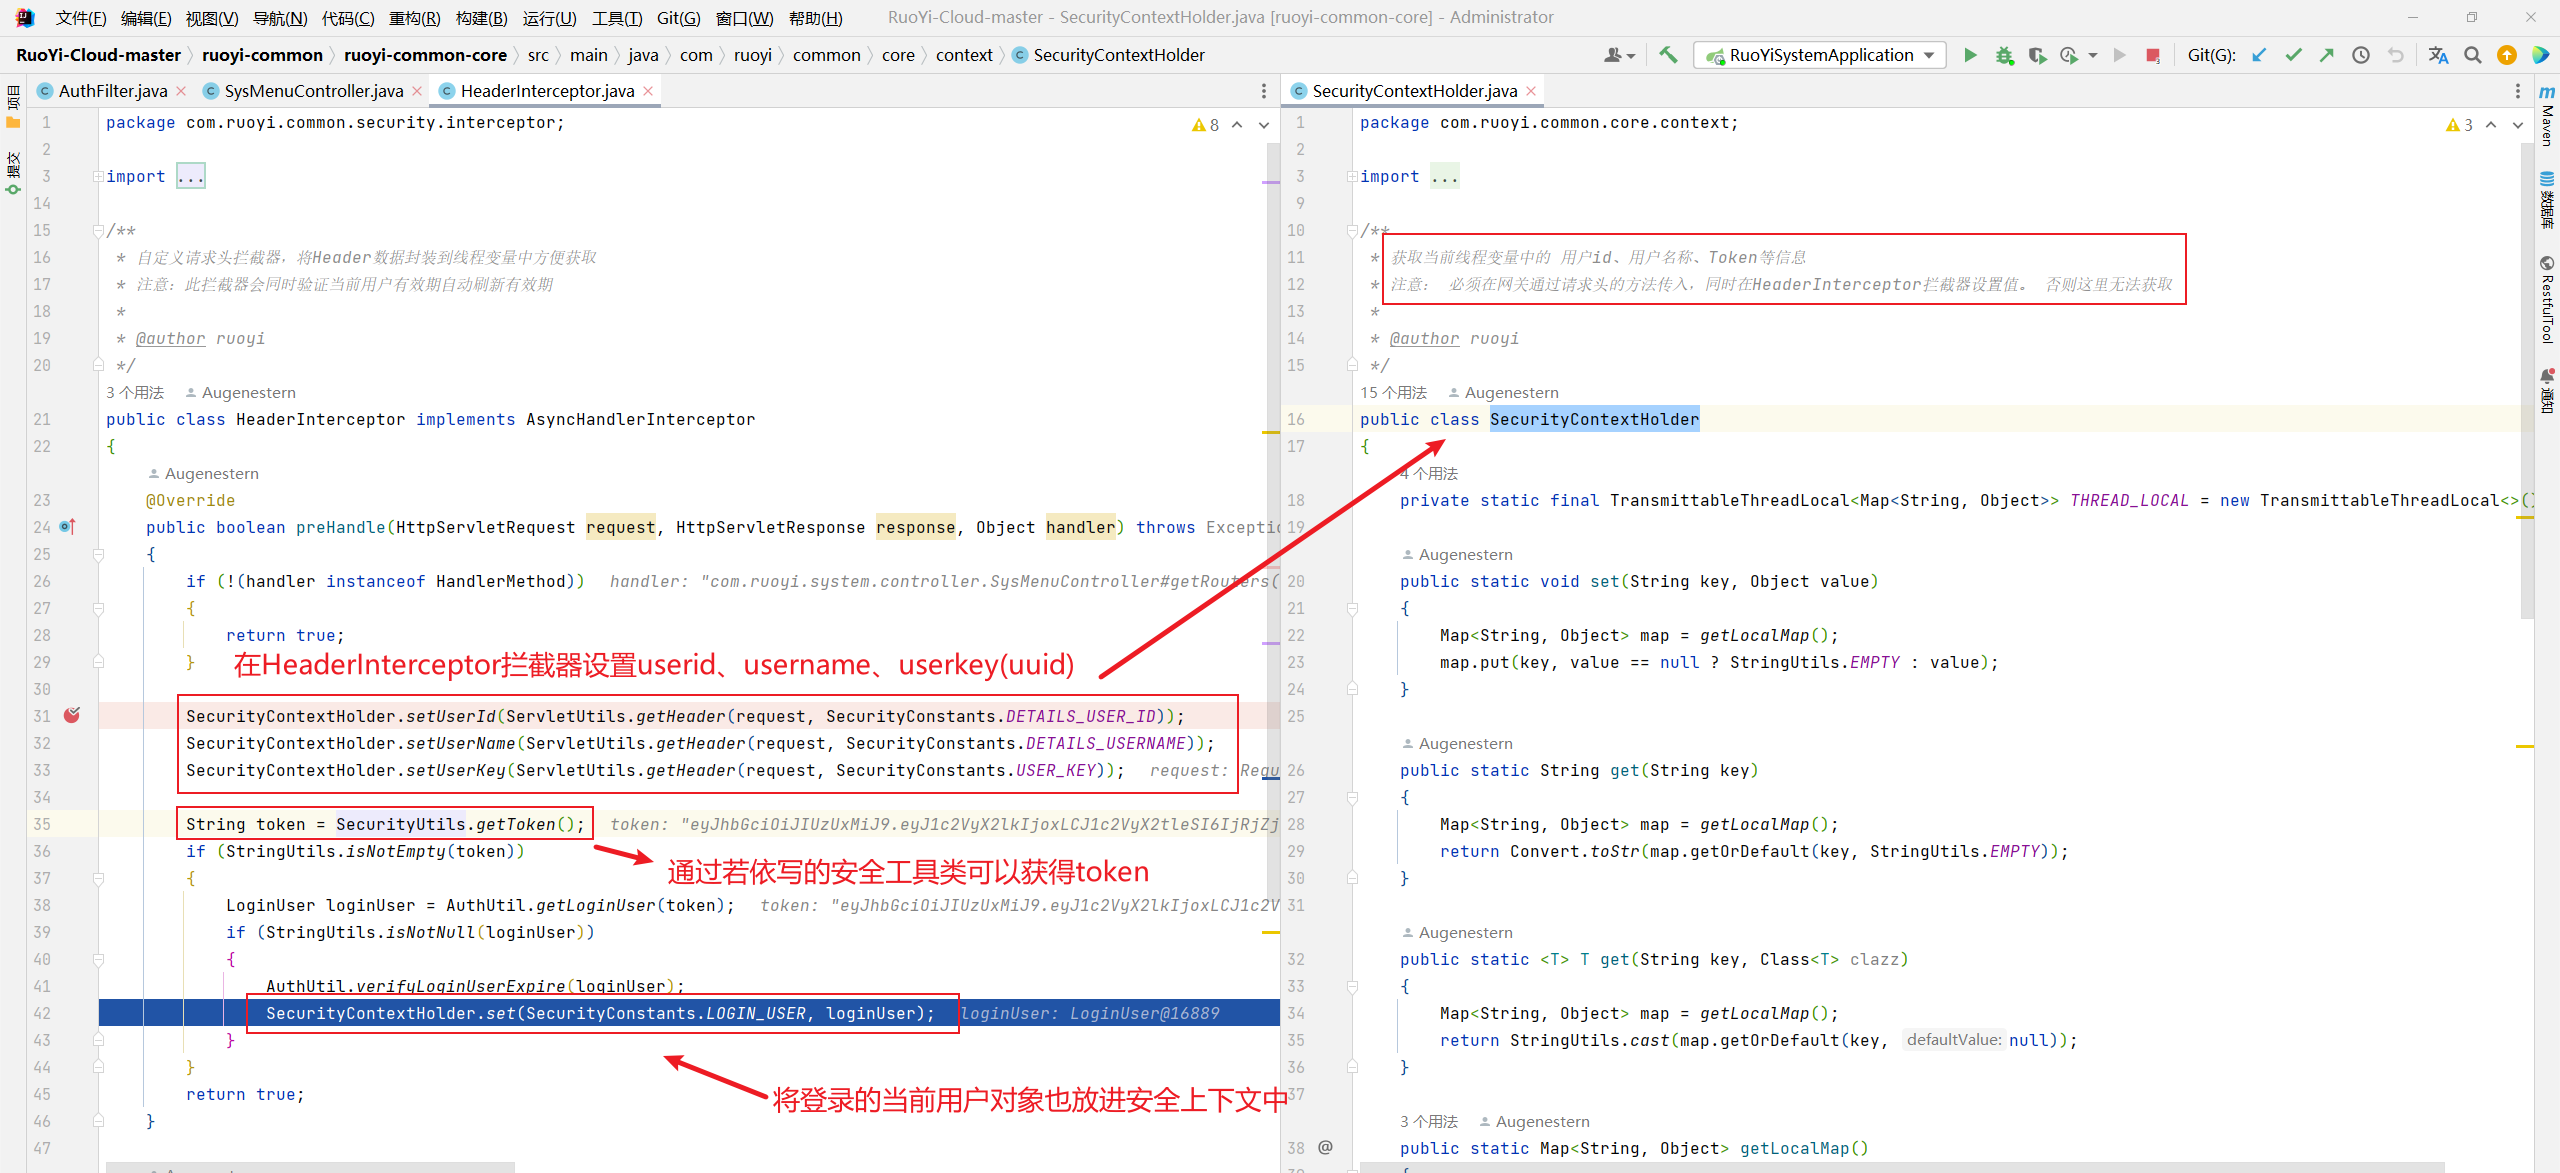 文件(F) 编辑(E) 视图(V) 导航(N) 代码(C) 重构(R) 构建(B) 运行(U) 工具(T) Git(G) 窗口(W) 帮助(H) RuoYi-Cloud-master - SecurityContextHolder.java [ruoyi-common-core] - Administrator
RuoYi-Cloud-master ruoyi-common ruoyi-common-core src main java com ruoyi common core context SecurityContextHolder RuoYiSystemApplication Git(G):
项目
提交
AuthFilter.java SysMenuController.java HeaderInterceptor.java
8
1 package com.ruoyi.common.security.interceptor;
2
3 import ...
14
15 /**
16 * 自定义请求头拦截器，将Header数据封装到线程变量中方便获取
17 * 注意：此拦截器会同时验证当前用户有效期自动刷新有效期
18 *
19 * @author ruoyi
20 */
3 个用法 Augenestern
21 public class HeaderInterceptor implements AsyncHandlerInterceptor
22 {
Augenestern
23 @Override
24 public boolean preHandle(HttpServletRequest request, HttpServletResponse response, Object handler) throws Exceptio
25 {
26 if (!(handler instanceof HandlerMethod)) handler: "com.ruoyi.system.controller.SysMenuController#getRouters(
27 {
28 return true;
29 }
在HeaderInterceptor拦截器设置userid、username、userkey(uuid)
30
31 SecurityContextHolder.setUserId(ServletUtils.getHeader(request, SecurityConstants.DETAILS_USER_ID));
32 SecurityContextHolder.setUserName(ServletUtils.getHeader(request, SecurityConstants.DETAILS_USERNAME));
33 SecurityContextHolder.setUserKey(ServletUtils.getHeader(request, SecurityConstants.USER_KEY)); request: Requ
34
35 String token = SecurityUtils.getToken(); token: "eyJhbGciOiJIUzUxMiJ9.eyJ1c2VyX2lkIjoxLCJ1c2VyX2tleSI6IjRjZj
36 if (StringUtils.isNotEmpty(token))
通过若依写的安全工具类可以获得token
37 {
38 LoginUser loginUser = AuthUtil.getLoginUser(token); token: "eyJhbGciOiJIUzUxMiJ9.eyJ1c2VyX2lkIjoxLCJ1c2V
39 if (StringUtils.isNotNull(loginUser))
40 {
41 AuthUtil.verifyLoginUserExpire(loginUser);
42 SecurityContextHolder.set(SecurityConstants.LOGIN_USER, loginUser); loginUser: LoginUser@16889
43 }
44 }
45 return true;
将登录的当前用户对象也放进安全上下文中
46 }
47
SecurityContextHolder.java
3
1 package com.ruoyi.common.core.context;
2
3 import ...
9
10 /**
11 * 获取当前线程变量中的 用户id、用户名称、Token等信息
12 * 注意： 必须在网关通过请求头的方法传入，同时在HeaderInterceptor拦截器设置值。 否则这里无法获取
13 *
14 * @author ruoyi
15 */
15 个用法 Augenestern
16 public class SecurityContextHolder
17 {
4 个用法
18 private static final TransmittableThreadLocal<Map<String, Object>> THREAD_LOCAL = new TransmittableThreadLocal<>()
19
Augenestern
20 public static void set(String key, Object value)
21 {
22 Map<String, Object> map = getLocalMap();
23 map.put(key, value == null ? StringUtils.EMPTY : value);
24 }
25
Augenestern
26 public static String get(String key)
27 {
28 Map<String, Object> map = getLocalMap();
29 return Convert.toStr(map.getOrDefault(key, StringUtils.EMPTY));
30 }
31
Augenestern
32 public static <T> T get(String key, Class<T> clazz)
33 {
34 Map<String, Object> map = getLocalMap();
35 return StringUtils.cast(map.getOrDefault(key, defaultValue: null));
36 }
37
3 个用法 Augenestern
38 @ public static Map<String, Object> getLocalMap()
Maven
数据库
RestfulTool
通知